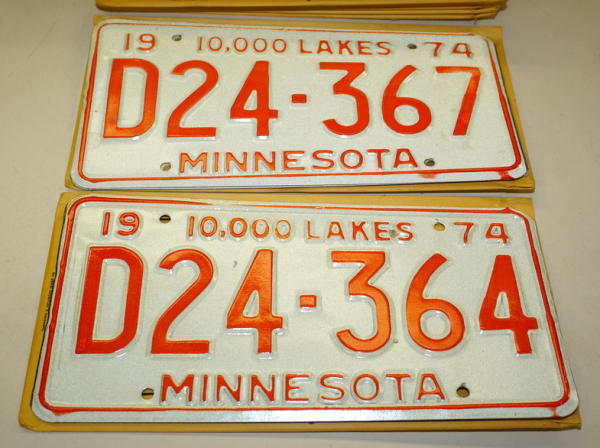 19 10,000 LAKES 74
D24-367
MINNESOTA
19 10,000 LAKES 74
D24-364
MINNESOTA